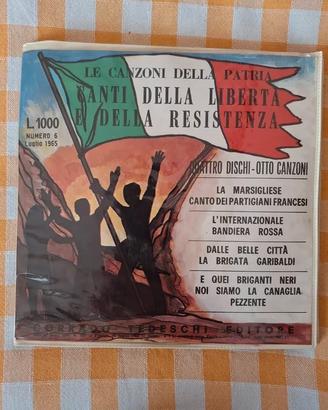 LE CANZONI DELLA PATRIA
CANTI DELLA LIBERTÀ
E DELLA RESISTENZA
L. 1000
NUMERO 6
Luglio 1965
QUATTRO DISCHI - OTTO CANZONI
LA MARSIGLIESE
CANTO DEI PARTIGIANI FRANCESI
L'INTERNAZIONALE
BANDIERA ROSSA
DALLE BELLE CITTÀ
LA BRIGATA GARIBALDI
E QUEI BRIGANTI NERI
NOI SIAMO LA CANAGLIA
PEZZENTE
CORRADO TEDESCHI EDITORE